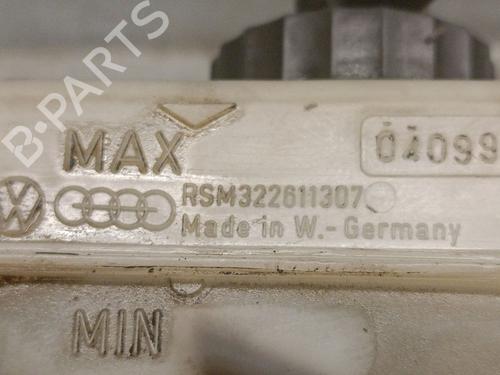 B-PARTS
MAX
04099
RSM322611307
Made in W.- Germany
MIN